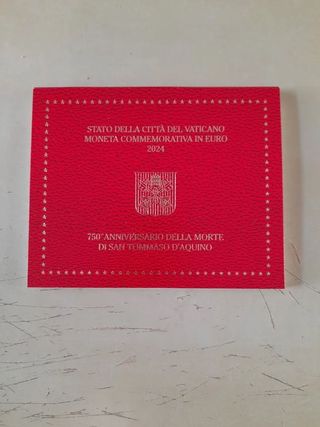 STATO DELLA CITTÀ DEL VATICANO
MONETA COMMEMORATIVA IN EURO
2024
750° ANNIVERSARIO DELLA MORTE
DI SAN TOMMASO D'AQUINO